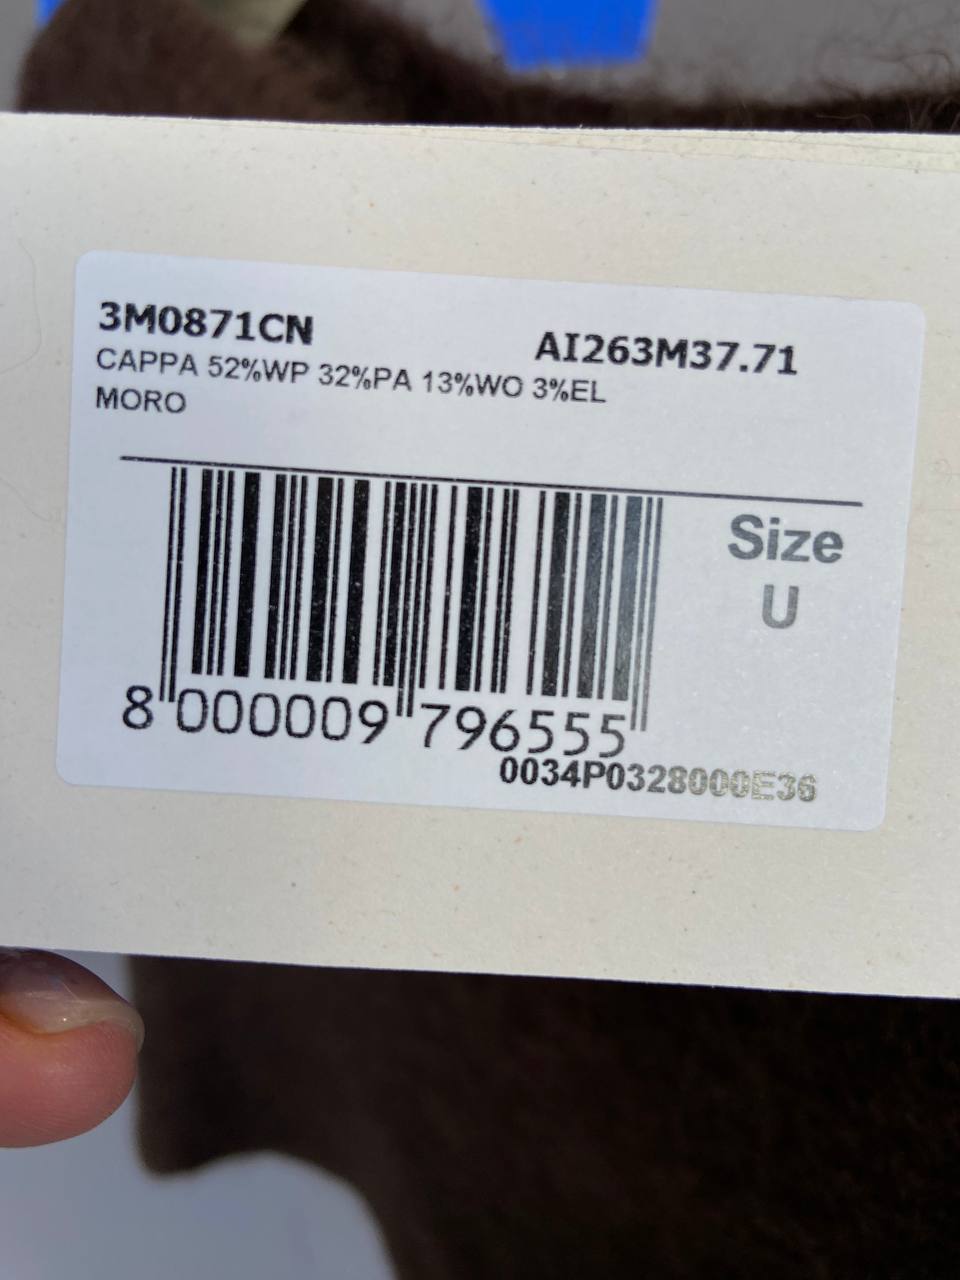 3M0871CN AI263M37.71
CAPPA 52%WP 32%PA 13%WO 3%EL
MORO
Size
U
8 000009 796555
0034P0328000E36